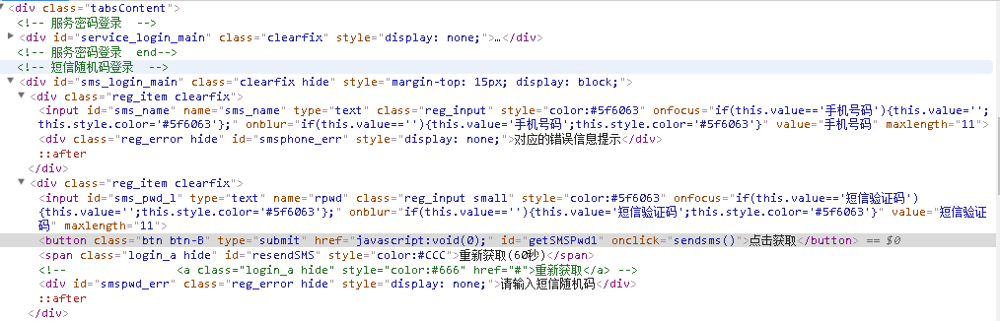 <div class="tabsContent">
<!-- 服务密码登录  -->
<div id="service_login_main" class="clearfix" style="display: none;">…</div>
<!-- 服务密码登录  end-->
<!-- 短信随机码登录  -->
<div id="sms_login_main" class="clearfix hide" style="margin-top: 15px; display: block;">
<div class="reg_item clearfix">
<input id="sms_name" name="sms_name" type="text" class="reg_input" style="color:#5f6063" onfocus="if(this.value=='手机号码'){this.value='';
this.style.color='#5f6063'};" onblur="if(this.value==''){this.value='手机号码';this.style.color='#5f6063'}" value="手机号码" maxlength="11">
<div class="reg_error hide" id="smsphone_err" style="display: none;">对应的错误信息提示</div>
::after
</div>
<div class="reg_item clearfix">
<input id="sms_pwd_l" type="text" name="rpwd" class="reg_input small" style="color:#5f6063" onfocus="if(this.value=='短信验证码')
{this.value='';this.style.color='#5f6063'};" onblur="if(this.value==''){this.value='短信验证码';this.style.color='#5f6063'}" value="短信验证
码" maxlength="11">
<button class="btn btn-B" type="submit" href="javascript:void(0);" id="getSMSPwd1" onclick="sendsms()">点击获取</button> == $0
<span class="login_a hide" id="resendSMS" style="color:#CCC">重新获取(60秒)</span>
<!--           <a class="login_a hide" style="color:#666" href="#">重新获取</a> -->
<div id="smspwd_err" class="reg_error hide" style="display: none;">请输入短信随机码</div>
::after
</div>